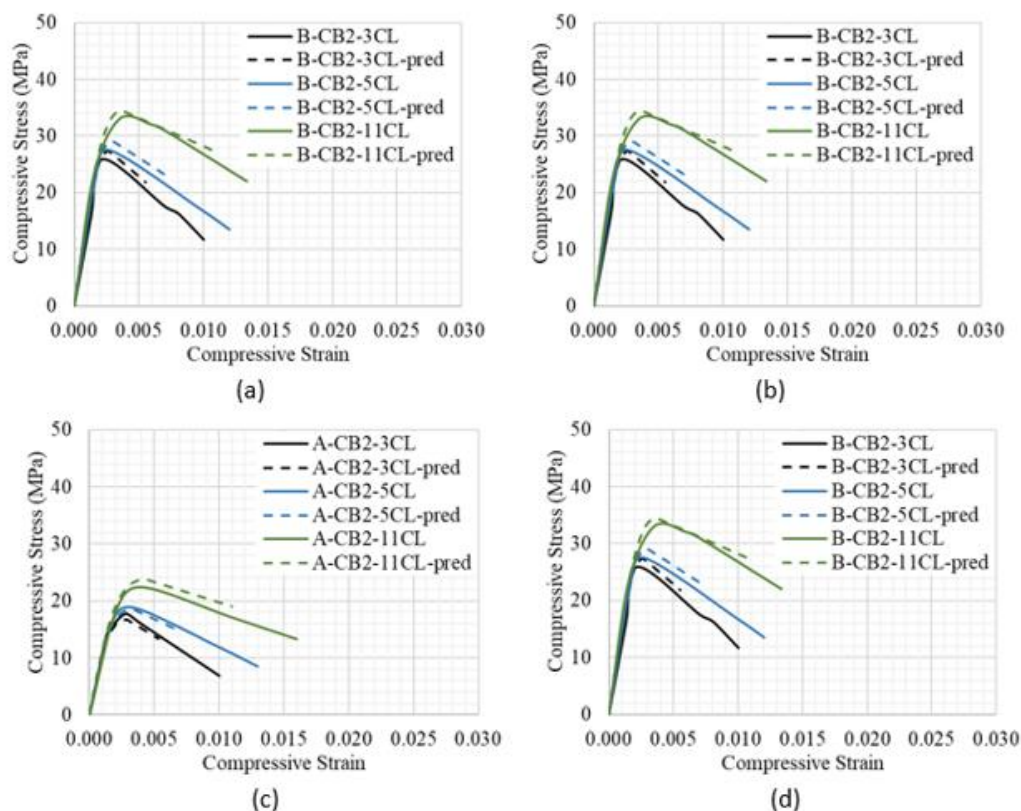 50
40
30
20
10
0
Compressive Stress (MPa)
B-CB2-3CL
B-CB2-3CL-pred
B-CB2-5CL
B-CB2-5CL-pred
B-CB2-11CL
B-CB2-11CL-pred
0.000 0.005 0.010 0.015 0.020 0.025 0.030
Compressive Strain
(a)
50
40
30
20
10
0
Compressive Stress (MPa)
B-CB2-3CL
B-CB2-3CL-pred
B-CB2-5CL
B-CB2-5CL-pred
B-CB2-11CL
B-CB2-11CL-pred
0.000 0.005 0.010 0.015 0.020 0.025 0.030
Compressive Strain
(b)
50
40
30
20
10
0
Compressive Stress (MPa)
A-CB2-3CL
A-CB2-3CL-pred
A-CB2-5CL
A-CB2-5CL-pred
A-CB2-11CL
A-CB2-11CL-pred
0.000 0.005 0.010 0.015 0.020 0.025 0.030
Compressive Strain
(c)
50
40
30
20
10
0
Compressive Stress (MPa)
B-CB2-3CL
B-CB2-3CL-pred
B-CB2-5CL
B-CB2-5CL-pred
B-CB2-11CL
B-CB2-11CL-pred
0.000 0.005 0.010 0.015 0.020 0.025 0.030
Compressive Strain
(d)